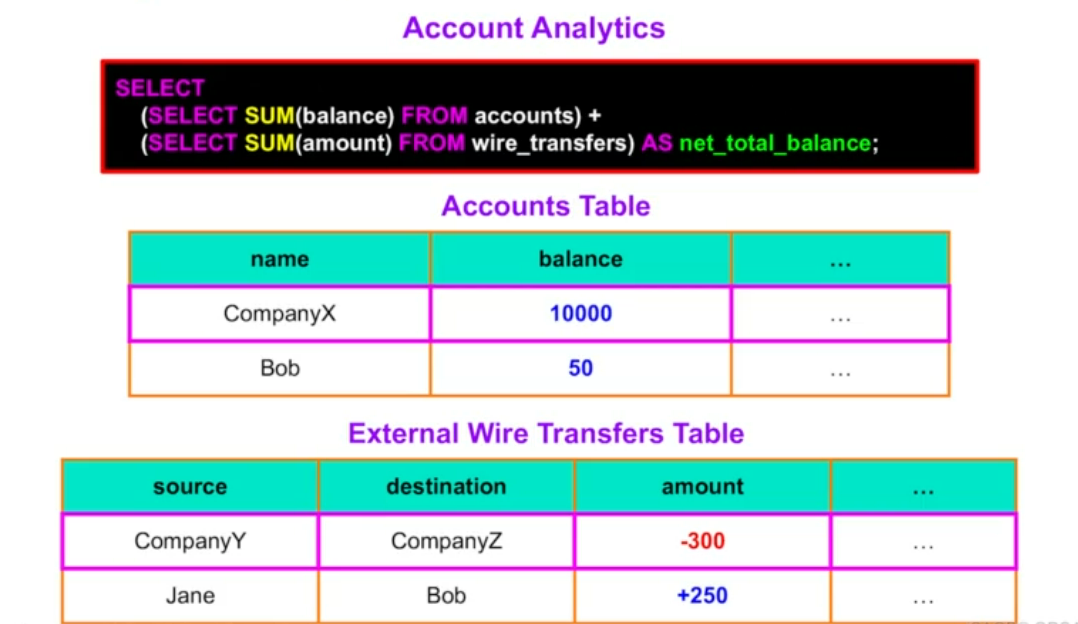 Account Analytics
SELECT
(SELECT SUM(balance) FROM accounts) +
(SELECT SUM(amount) FROM wire_transfers) AS net_total_balance;
Accounts Table
name balance ...
CompanyX 10000 ...
Bob 50 ...
External Wire Transfers Table
source destination amount ...
CompanyY CompanyZ -300 ...
Jane Bob +250 ...